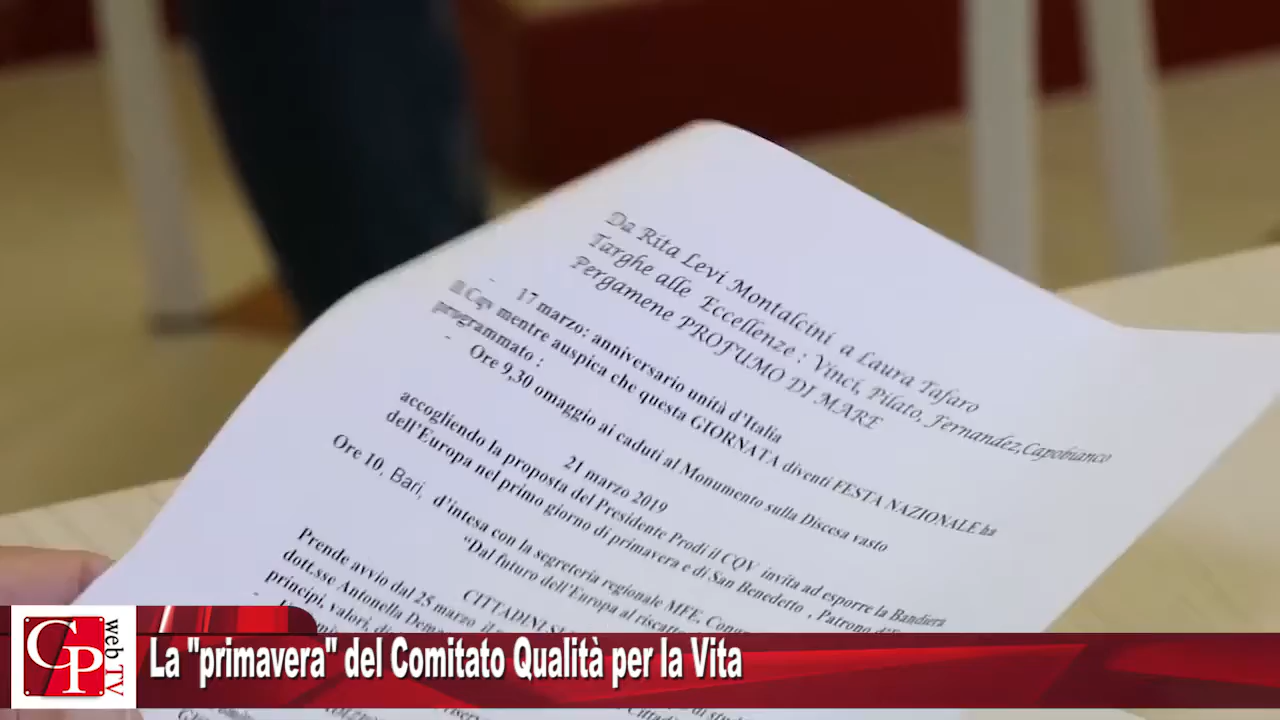 Da Rita Levi Montalcini a Laura Tafaro
Targhe alle Eccellenze : Vinci, Pilato, Fernandez,Capobianco
Pergamene PROFUMO DI MARE
- 17 marzo: anniversario unità d'Italia
mentre auspica che questa GIORNATA diventi FESTA NAZIONALE ha
programmato :
- Ore 9,30 omaggio ai caduti al Monumento sulla Discesa vasto
21 marzo 2019
accogliendo la proposta del Presidente Prodi il CQV invita ad esporre la Bandiera
dell'Europa nel primo giorno di primavera e di San Benedetto , Patrono
Ore 10, Bari, d'intesa con la segreteria regionale MFE,
"Dal futuro dell'Europa al
CITTADINI
Prende avvio dal 25 marzo il
dott.sse Antonella
principi, valori,
CP
web TV
La "primavera" del Comitato Qualità per la Vita